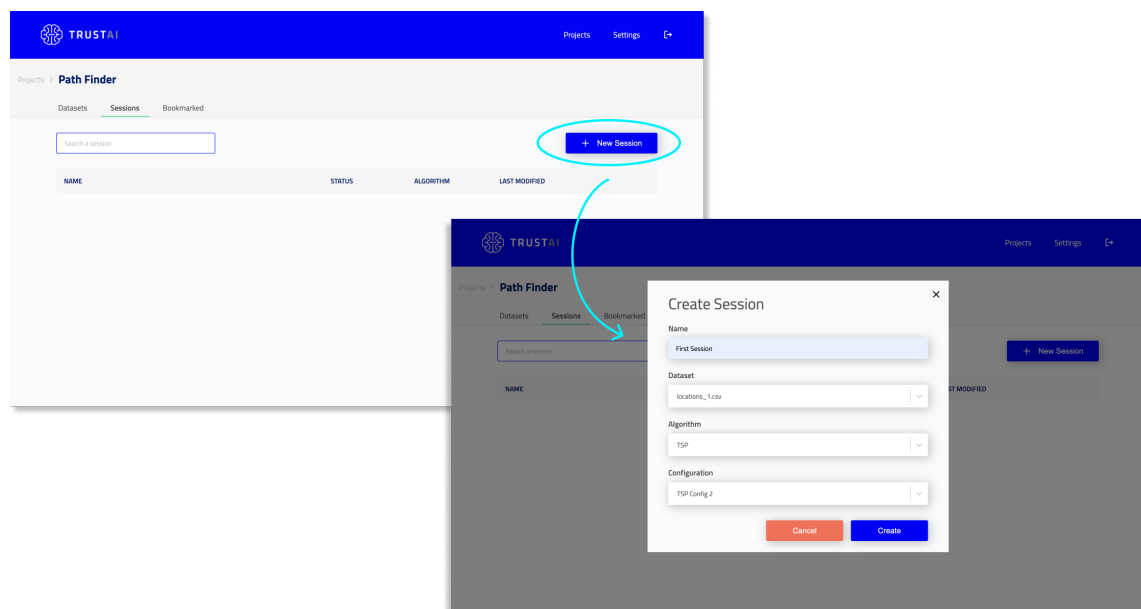 TRUSTAI
Projects Settings
Projects > Path Finder
Datasets Sessions Bookmarked
Search a session
+ New Session
NAME STATUS ALGORITHM LAST MODIFIED
TRUSTAI
Projects Settings
Projects > Path Finder
Datasets Sessions Bookmarked
Search a session
+ New Session
NAME
ST MODIFIED
Create Session
Name
First Session
Dataset
locations_1.csv
Algorithm
TSP
Configuration
TSP Config 2
Cancel Create